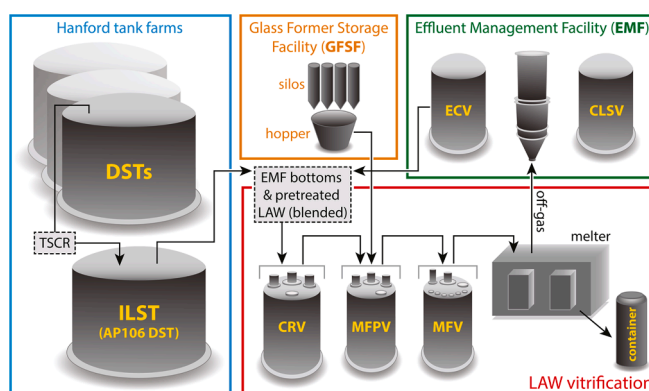 Hanford tank farms
DSTs
TSCR
ILST
(AP106 DST)
Glass Former Storage
Facility (GFSF)
silos
hopper
Effluent Management Facility (EMF)
ECV
CLSV
EMF bottoms
& pretreated
LAW (blended)
off-gas
melter
CRV
MFPV
MFV
container
LAW vitrification